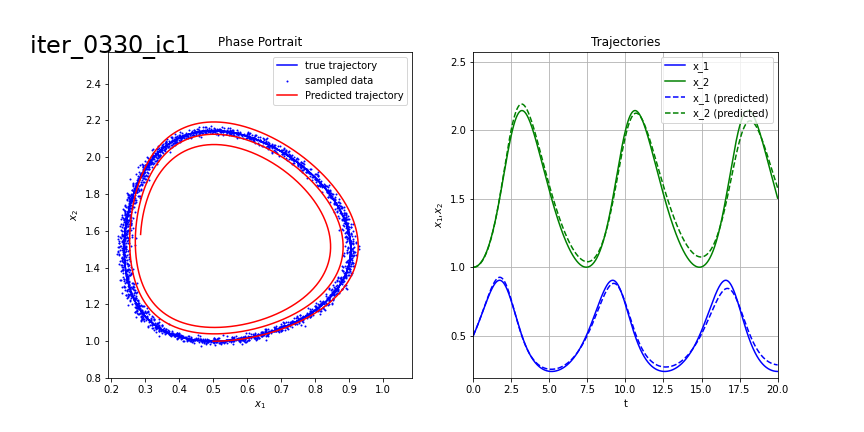 iter_0330_ic1
Phase Portrait
true trajectory
sampled data
Predicted trajectory
2.4
2.2
2.0
1.8
1.6
1.4
1.2
1.0
0.8
x₂
0.2 0.3 0.4 0.5 0.6 0.7 0.8 0.9 1.0
x₁
Trajectories
x_1
x_2
x_1 (predicted)
x_2 (predicted)
2.5
2.0
1.5
1.0
0.5
x₁,x₂
0.0 2.5 5.0 7.5 10.0 12.5 15.0 17.5 20.0
t